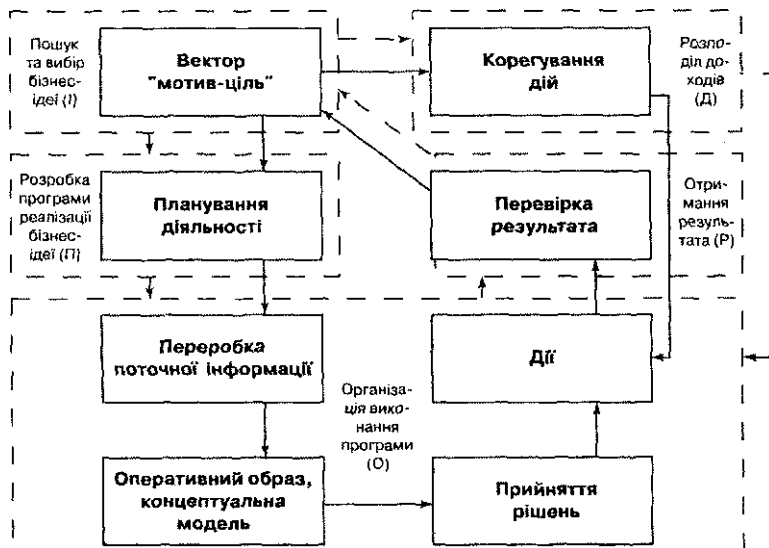 Пошук
та вибір
бізнес-
ідеї (І)
Вектор
"мотив-ціль"
Корегування
дій
Розпо-
діл до-
ходів (Д)
Розробка
програми
реалізації
бізнес-
ідеї (П)
Планування
діяльності
Перевірка
результата
Отри-
мання
резуль-
тата (Р)
Переробка
поточної інформації
Дії
Організа-
ція вико-
нання
програми
(О)
Оперативний образ,
концептуальна
модель
Прийняття
рішень